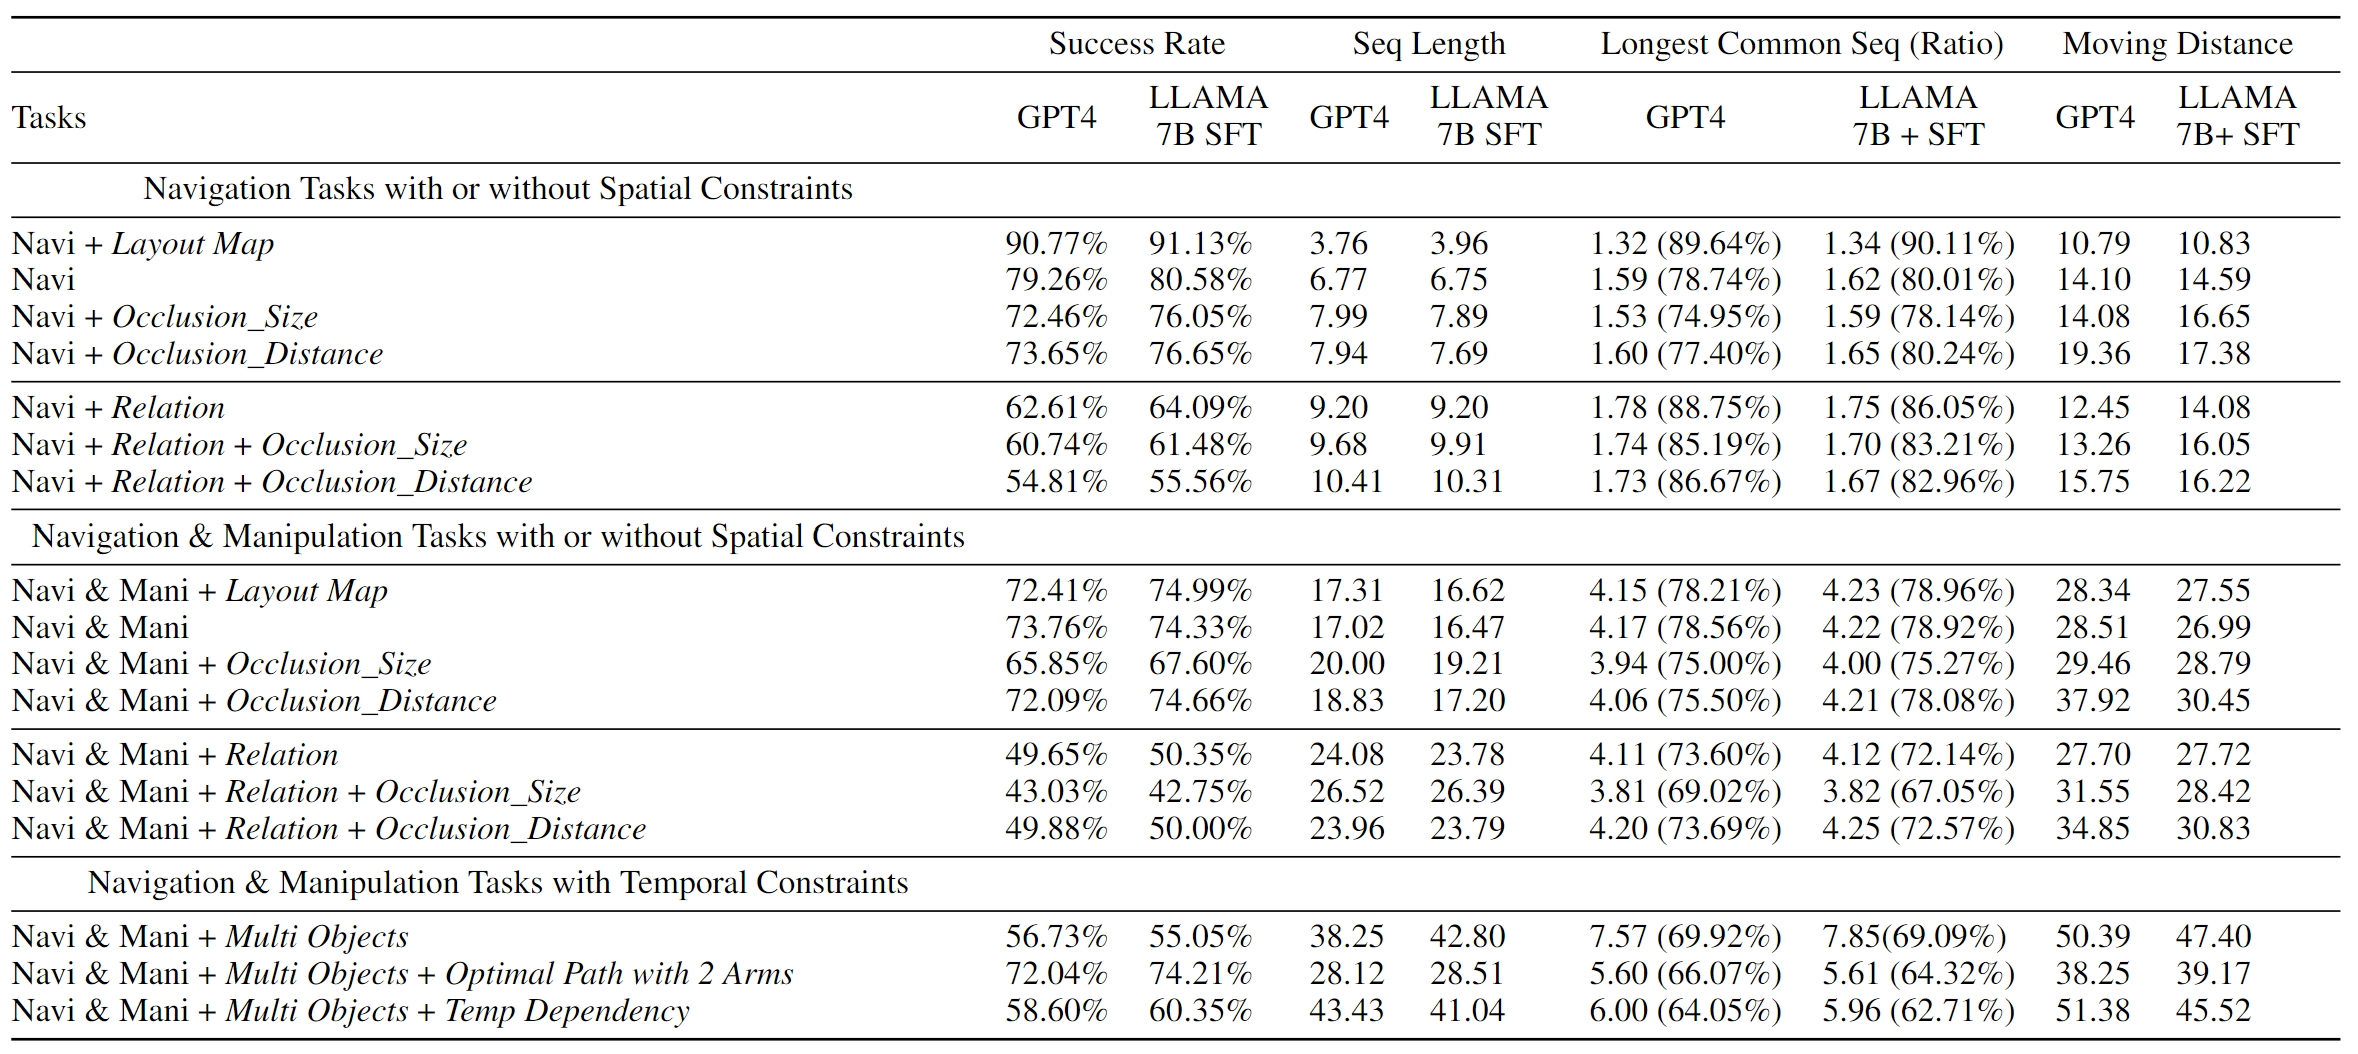 Success Rate Seq Length Longest Common Seq (Ratio) Moving Distance
Tasks GPT4 LLAMA 7B SFT GPT4 LLAMA 7B SFT GPT4 LLAMA 7B + SFT GPT4 LLAMA 7B+ SFT
Navigation Tasks with or without Spatial Constraints
Navi + Layout Map 90.77% 91.13% 3.76 3.96 1.32 (89.64%) 1.34 (90.11%) 10.79 10.83
Navi 79.26% 80.58% 6.77 6.75 1.59 (78.74%) 1.62 (80.01%) 14.10 14.59
Navi + Occlusion_Size 72.46% 76.05% 7.99 7.89 1.53 (74.95%) 1.59 (78.14%) 14.08 16.65
Navi + Occlusion_Distance 73.65% 76.65% 7.94 7.69 1.60 (77.40%) 1.65 (80.24%) 19.36 17.38
Navi + Relation 62.61% 64.09% 9.20 9.20 1.78 (88.75%) 1.75 (86.05%) 12.45 14.08
Navi + Relation + Occlusion_Size 60.74% 61.48% 9.68 9.91 1.74 (85.19%) 1.70 (83.21%) 13.26 16.05
Navi + Relation + Occlusion_Distance 54.81% 55.56% 10.41 10.31 1.73 (86.67%) 1.67 (82.96%) 15.75 16.22
Navigation & Manipulation Tasks with or without Spatial Constraints
Navi & Mani + Layout Map 72.41% 74.99% 17.31 16.62 4.15 (78.21%) 4.23 (78.96%) 28.34 27.55
Navi & Mani 73.76% 74.33% 17.02 16.47 4.17 (78.56%) 4.22 (78.92%) 28.51 26.99
Navi & Mani + Occlusion_Size 65.85% 67.60% 20.00 19.21 3.94 (75.00%) 4.00 (75.27%) 29.46 28.79
Navi & Mani + Occlusion_Distance 72.09% 74.66% 18.83 17.20 4.06 (75.50%) 4.21 (78.08%) 37.92 30.45
Navi & Mani + Relation 49.65% 50.35% 24.08 23.78 4.11 (73.60%) 4.12 (72.14%) 27.70 27.72
Navi & Mani + Relation + Occlusion_Size 43.03% 42.75% 26.52 26.39 3.81 (69.02%) 3.82 (67.05%) 31.55 28.42
Navi & Mani + Relation + Occlusion_Distance 49.88% 50.00% 23.96 23.79 4.20 (73.69%) 4.25 (72.57%) 34.85 30.83
Navigation & Manipulation Tasks with Temporal Constraints
Navi & Mani + Multi Objects 56.73% 55.05% 38.25 42.80 7.57 (69.92%) 7.85(69.09%) 50.39 47.40
Navi & Mani + Multi Objects + Optimal Path with 2 Arms 72.04% 74.21% 28.12 28.51 5.60 (66.07%) 5.61 (64.32%) 38.25 39.17
Navi & Mani + Multi Objects + Temp Dependency 58.60% 60.35% 43.43 41.04 6.00 (64.05%) 5.96 (62.71%) 51.38 45.52